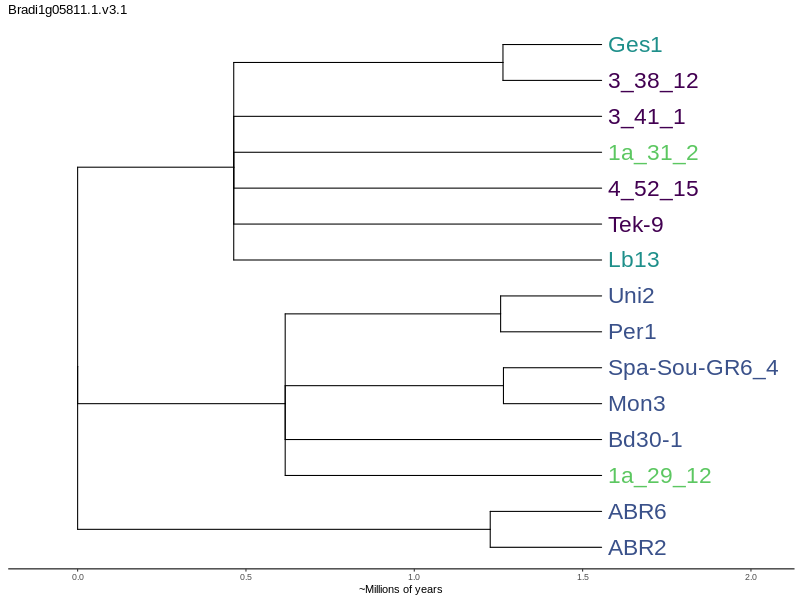 Bradi1g05811.1.v3.1
Ges1
3_38_12
3_41_1
1a_31_2
4_52_15
Tek-9
Lb13
Uni2
Per1
Spa-Sou-GR6_4
Mon3
Bd30-1
1a_29_12
ABR6
ABR2
0.0 0.5 1.0 1.5 2.0
~Millions of years